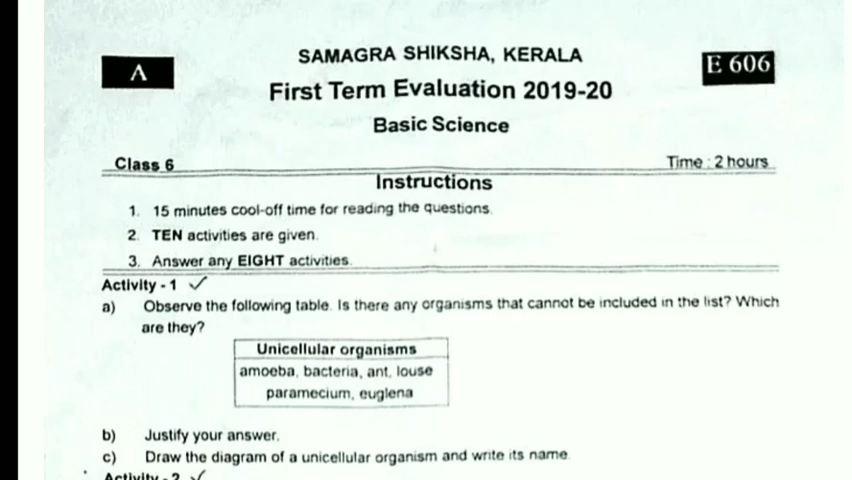 A
SAMAGRA SHIKSHA, KERALA
E 606
First Term Evaluation 2019-20
Basic Science
Class 6
Time : 2 hours
Instructions
1. 15 minutes cool-off time for reading the questions.
2. TEN activities are given.
3. Answer any EIGHT activities.
Activity - 1 ✓
a) Observe the following table. Is there any organisms that cannot be included in the list? Which
are they?
Unicellular organisms
amoeba, bacteria, ant, louse
paramecium, euglena
b) Justify your answer.
c) Draw the diagram of a unicellular organism and write its name.
Activity - 2 ✓